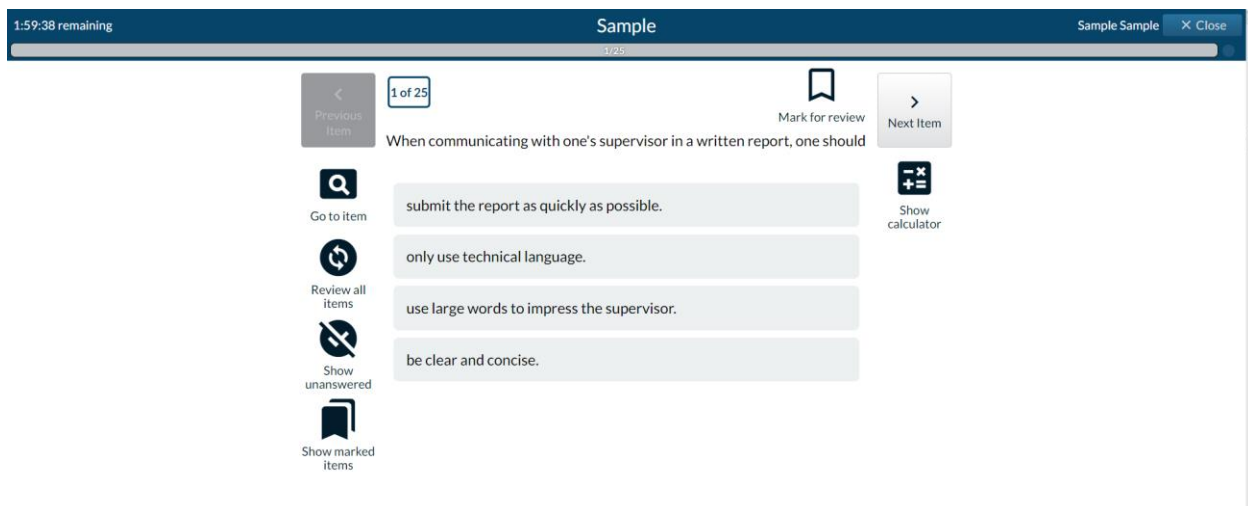 1:59:38 remaining
Sample
Sample Sample
× Close
1/25
Previous
Item
1 of 25
Mark for review
Next Item
When communicating with one's supervisor in a written report, one should
Go to item
Review all
items
Show
unanswered
Show marked
items
submit the report as quickly as possible.
only use technical language.
use large words to impress the supervisor.
be clear and concise.
Show
calculator